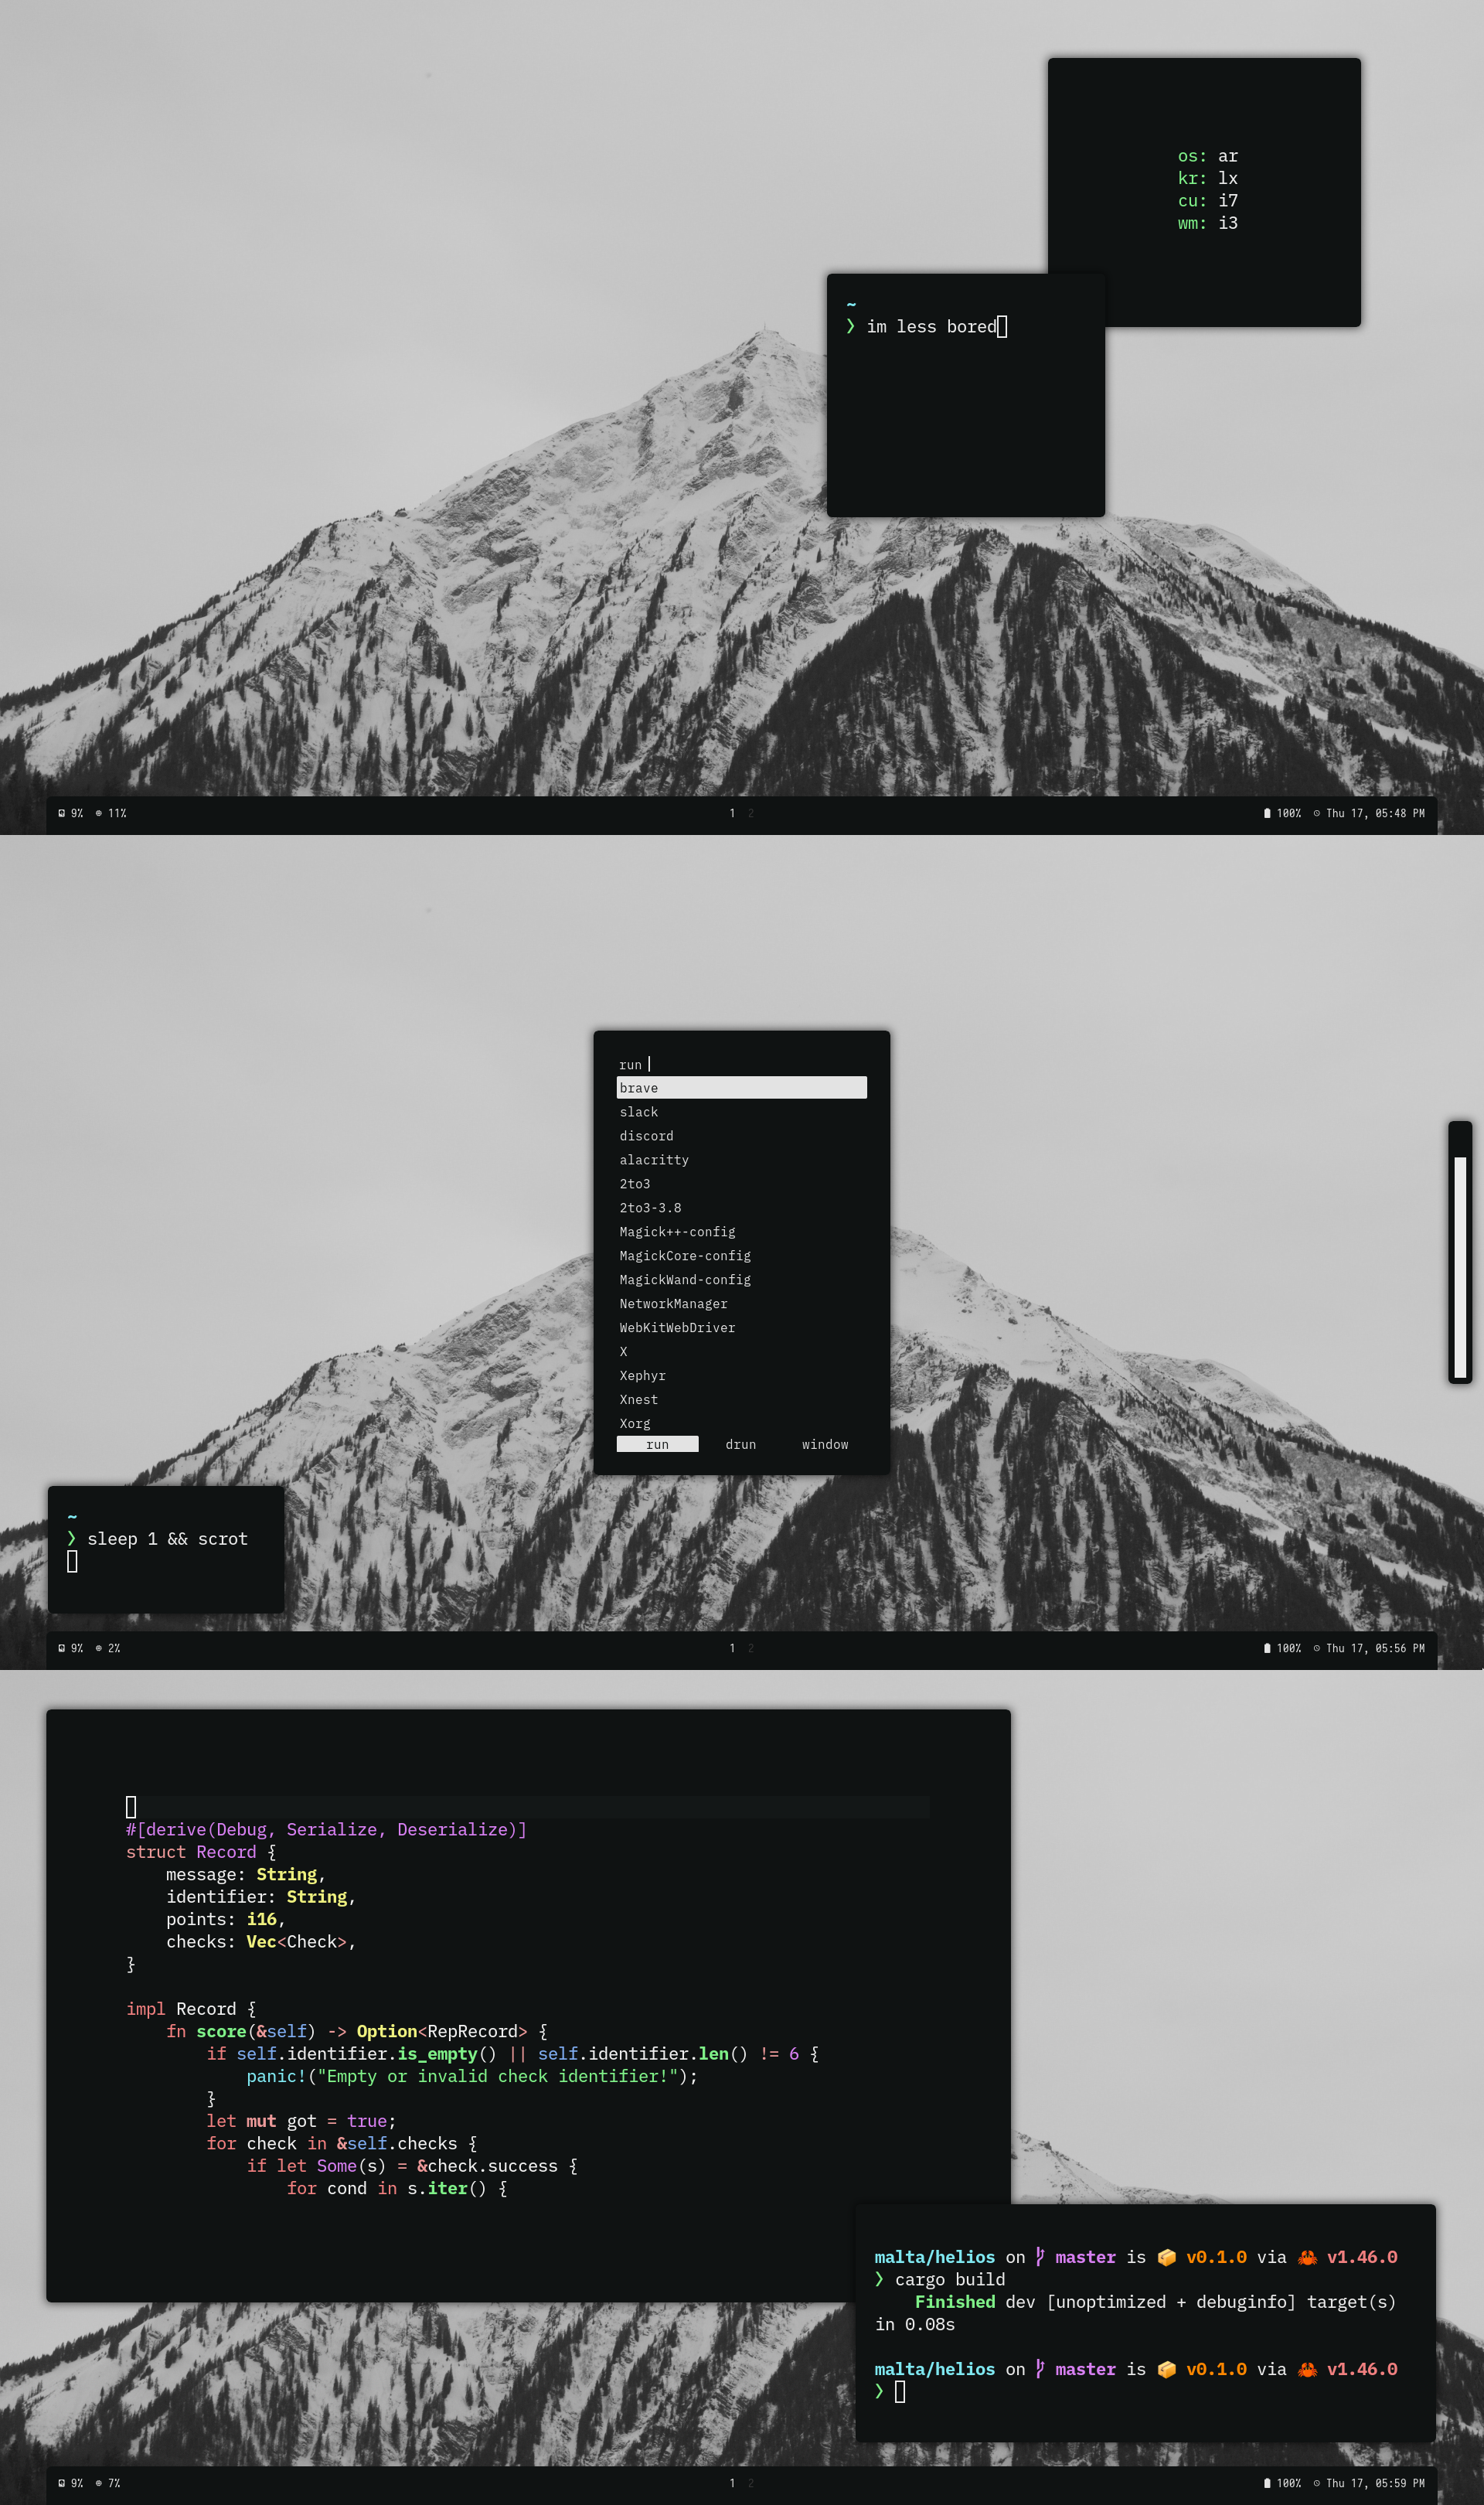 os: ar
kr: lx
cu: i7
wm: i3
~
❯ im less bored
9% 11%
1 2
100% Thu 17, 05:48 PM
run
brave
slack
discord
alacritty
2to3
2to3-3.8
Magick++-config
MagickCore-config
MagickWand-config
NetworkManager
WebKitWebDriver
X
Xephyr
Xnest
Xorg
run drun window
~
❯ sleep 1 && scrot
9% 2%
1 2
100% Thu 17, 05:56 PM
#[derive(Debug, Serialize, Deserialize)]
struct Record {
    message: String,
    identifier: String,
    points: i16,
    checks: Vec<Check>,
}
impl Record {
    fn score(&self) -> Option<RepRecord> {
        if self.identifier.is_empty() || self.identifier.len() != 6 {
            panic!("Empty or invalid check identifier!");
        }
        let mut got = true;
        for check in &self.checks {
            if let Some(s) = &check.success {
                for cond in s.iter() {
malta/helios on master is 📦 v0.1.0 via 🦀 v1.46.0
❯ cargo build
    Finished dev [unoptimized + debuginfo] target(s)
in 0.08s
malta/helios on master is 📦 v0.1.0 via 🦀 v1.46.0
❯
9% 7%
1 2
100% Thu 17, 05:59 PM